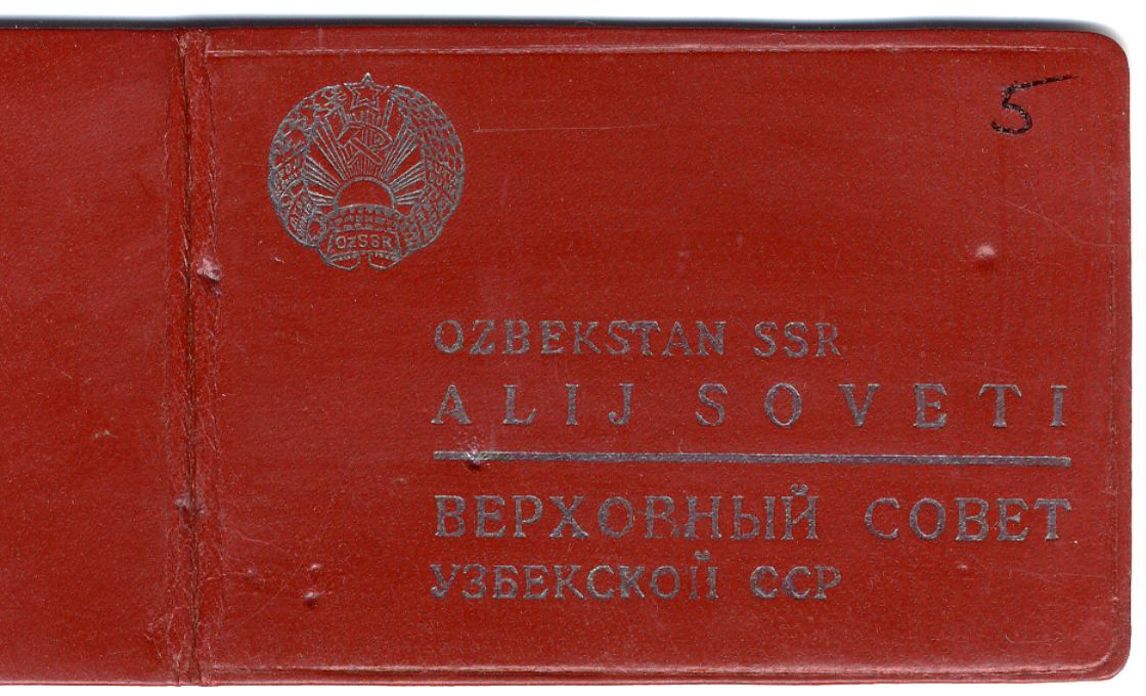 5
OzSSR
OZBEKSTAN SSR
ALIJ SOVETI
ВЕРХОВНЫЙ СОВЕТ
УЗБЕКСКОЙ ССР